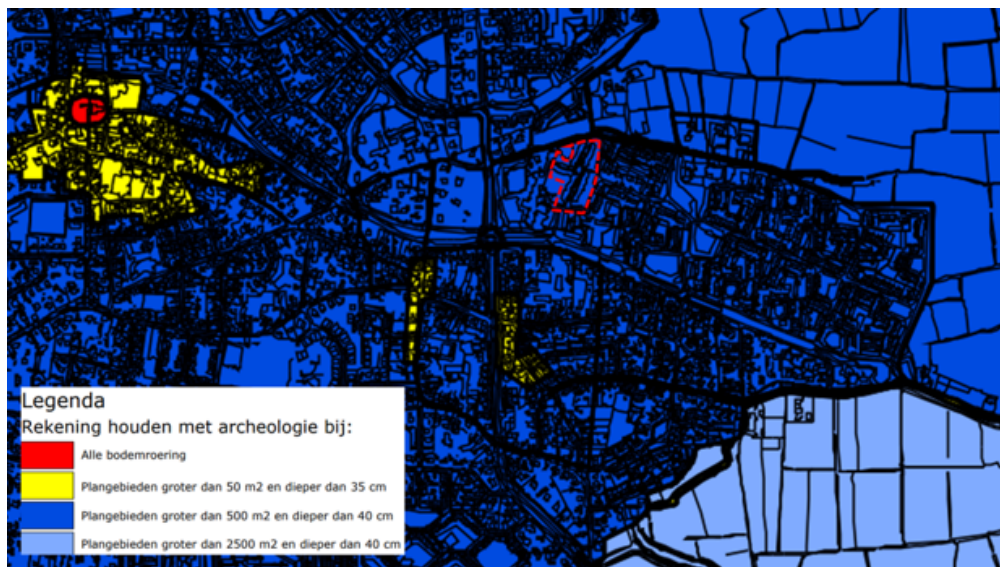 Legenda
Rekening houden met archeologie bij:
Alle bodemroering
Plangebieden groter dan 50 m2 en dieper dan 35 cm
Plangebieden groter dan 500 m2 en dieper dan 40 cm
Plangebieden groter dan 2500 m2 en dieper dan 40 cm